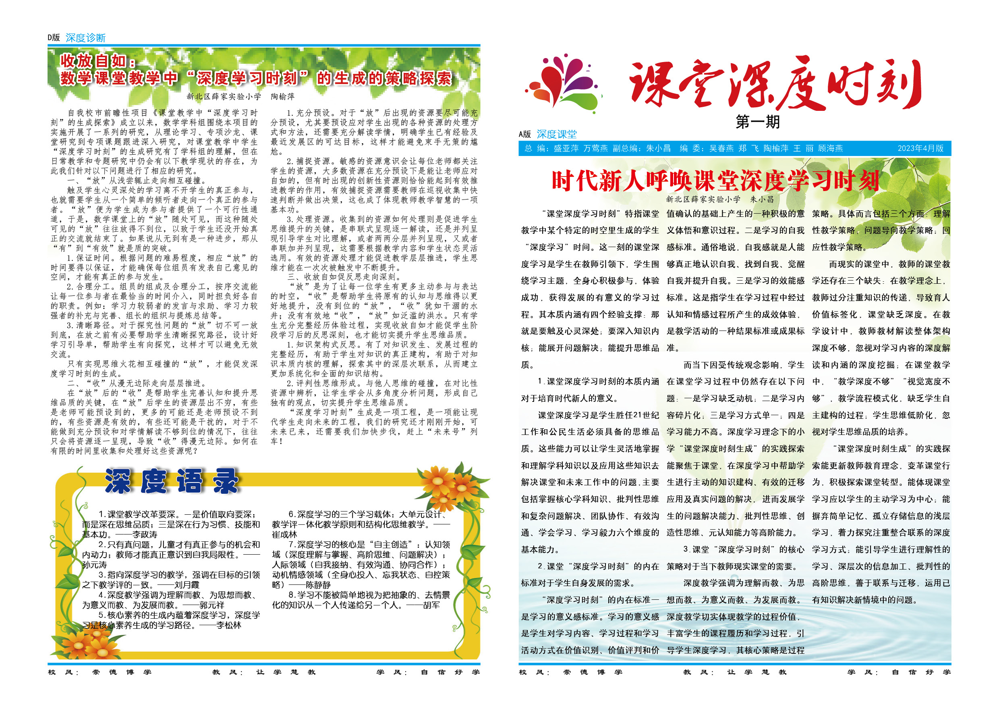 D版 深度诊断
收放自如：
数学课堂教学中“深度学习时刻”的生成的策略探索
新北区薛家实验小学 陶榆萍
自我校市前瞻性项目《课堂教学中“深度学习时
刻”的生成探索》成立以来，数学学科组围绕本项目的
实施开展了一系列的研究，从理论学习、专项沙龙、课
堂研究到专项课题跟进深入研究，对课堂教学中学生
“深度学习时刻”的生成研究有了学科组的理解，但在
日常教学和专题研究中仍会有以下教学现状的存在，为
此我们针对以下问题进行了相应的研究。
一、“放”从浅尝辄止走向相互碰撞。
触及学生心灵深处的学习离不开学生的真正参与，
也就需要学生从一个简单的倾听者走向一个真正的参与
者。“放”便为学生成为参与者提供了一个可行性通
道，于是，数学课堂上的“放”随处可见，而这种随处
可见的“放”往往放得不到位，以致于学生还没开始真
正的交流就结束了。如果说从无到有是一种进步，那从
“有”到“有效”就是质的突破。
1.保证时间。根据问题的难易程度，相应“放”的
时间要得以保证，才能确保每位组员有发表自己意见的
空间，才能有真正的参与发生。
2.合理分工。组员的组成及合理分工，按序交流能
让每一位参与者在最恰当的时间介入，同时担负好各自
的职责。例如：学习力较弱者的发言与求助、学习力较
强者的补充与完善、组长的组织与提炼总结等。
3.清晰路径。对于探究性问题的“放”切不可一放
到底，在放之前有必要帮助学生清晰探究路径，设计好
学习引导单，帮助学生有向探究，这样才可以避免无效
交流。
只有实现思维火花相互碰撞的“放”，才能促发深
度学习时刻的生成。
二、“收”从漫无边际走向层层推进。
在“放”后的“收”是帮助学生完善认知和提升思
维品质的关键，在“放”后学生的资源层出不穷，有些
是老师可能预设到的，更多的可能还是老师预设不到
的，有些资源是有效的，有些还可能是干扰的，对于不
能做到充分预设和对学情解读不够到位的情况下，往往
只会将资源逐一呈现，导致“收”得漫无边际。如何在
有限的时间里收集和处理好这些资源呢？
1.充分预设。对于“放”后出现的资源要尽可能充
分预设，尤其要预设应对学生出现的各种资源的处理方
式和方法，还需要充分解读学情，明确学生已有经验及
最近发展区的可达目标，这样才能避免束手无策的尴
尬。
2.捕捉资源。敏感的资源意识会让每位老师都关注
学生的资源，大多数资源在充分预设下是能让老师应对
自如的，但有时出现的创新性资源则恰恰能起到有效推
进教学的作用，有效捕捉资源需要教师在巡视收集中快
速判断并做出决策，这也成了体现教师教学智慧的一项
基本功。
3.处理资源。收集到的资源如何处理则是促进学生
思维提升的关键，是串联式呈现逐一解读，还是并列呈
现引导学生对比理解，或者两两分层并列呈现，又或者
串联加并列呈现，这需要根据教学内容和学生状态灵活
选用。有效的资源处理才能促进教学层层推进，学生思
维才能在一次次被触发中不断提升。
三、收放自如促反思走向深刻。
“放”是为了让每一位学生有更多主动参与与表达
的时空，“收”是帮助学生将原有的认知与思维得以更
好地提升，没有到位的“放”，“收”犹如干涸的水
井；没有有效地“收”，“放”如泛滥的洪水。只有学
生充分完整经历体验过程，实现收放自如才能促学生阶
段学习后的反思深刻，也才能切实提升学生思维品质。
1.知识架构式反思。有了对知识发生、发展过程的
完整经历，有助于学生对知识的真正建构，有助于对知
识本质内核的理解，探索其中的深层次联系，从而建立
更加系统化和全面的知识结构。
2.评判性思维形成。与他人思维的碰撞，在对比性
资源中辨析，让学生学会从多角度分析问题，形成自己
独有的观点，切实提升学生思维品质。
“深度学习时刻”生成是一项工程，是一项能让现
代学生走向未来的工程，我们的研究还才刚刚开始，可
未来已来，还需要我们加快步伐，赶上“未来号”列
车！
深度语录
1.课堂教学改革要深。一是价值取向要深；
而是深在思维品质；三是深在行为习惯、技能和
基本功。——李政涛
2.只有真问题，儿童才有真正参与的机会和
内动力；教师才能真正意识到自我局限性。——
孙元涛
3.指向深度学习的教学，强调在目标的引领
之下教学评的一致。——刘月霞
4.深度教学强调为理解而教、为思想而教、
为意义而教、为发展而教。——郭元祥
5.核心素养的生成内蕴着深度学习，深度学
习是核心素养生成的学习路径。——李松林
6.深度学习的三个学习载体：大单元设计、
教学评一体化教学原则和结构化思维教学。——
崔成林
7.深度学习的核心是“自主创造”：认知领
域（深度理解与掌握、高阶思维、问题解决）；
人际领域（自我接纳、有效沟通、协同合作）；
动机情感领域（全身心投入、忘我状态、自控策
略）——陈静静
8.学习不能被简单地视为把抽象的、去情景
化的知识从一个人传递给另一个人。——胡军
校风：崇德博学 教风：让学慧教 学风：自信好学
课堂深度时刻
第一期
A版 深度课堂
总 编：盛亚萍 万莺燕 副总编：朱小昌 编 委：吴春燕 郑 飞 陶榆萍 王 丽 顾海燕 2023年4月版
时代新人呼唤课堂深度学习时刻
新北区薛家实验小学 朱小昌
“课堂深度学习时刻”特指课堂
教学中某个特定的时空里生成的学生
“深度学习”时间。这一刻的课堂深
度学习是学生在教师引领下，学生围
绕学习主题，全身心积极参与，体验
成功，获得发展的有意义的学习过
程。其本质内涵有四个经验支撑：那
就是要触及心灵深处；要深入知识内
核；能展开问题解决；能提升思维品
质。
1.课堂深度学习时刻的本质内涵
对于培育时代新人的意义。
课堂深度学习是学生胜任21世纪
工作和公民生活必须具备的思维品
质。这些能力可以让学生灵活地掌握
和理解学科知识以及应用这些知识去
解决课堂和未来工作中的问题,主要
包括掌握核心学科知识、批判性思维
和复杂问题解决、团队协作、有效沟
通、学会学习、学习毅力六个维度的
基本能力。
2.课堂“深度学习时刻”的内在
标准对于学生自身发展的需求。
“深度学习时刻”的内在标准一
是学习的意义感标准。学习的意义感
是学生对学习内容、学习过程和学习
活动方式在价值识别、价值评判和价
值确认的基础上产生的一种积极的意
义体悟和意识过程。二是学习的自我
感标准。通俗地说，自我感就是人能
够真正地认识自我、找到自我、觉醒
自我并提升自我。三是学习的效能感
标准。这是指学生在学习过程中经过
认知和情感过程所产生的成效体验，
是教学活动的一种结果标准或成果标
准。
而当下因受传统观念影响，学生
在课堂学习过程中仍然存在以下问
题：一是学习缺乏动机；二是学习内
容碎片化；三是学习方式单一；四是
学习能力不高。深度学习理念下的小
学“课堂深度时刻生成”的实践探索
能聚焦于课堂，在深度学习中帮助学
生进行主动的知识建构、有效的迁移
应用及真实问题的解决，进而发展学
生的问题解决能力、批判性思维、创
造性思维、元认知能力等高阶能力。
3.课堂“深度学习时刻”的核心
策略对于当下教师现实课堂的需要。
深度教学强调为理解而教、为思
想而教、为意义而教、为发展而教。
深度教学切实体现教学的过程价值，
丰富学生的课程履历和学习过程，引
导学生深度学习，其核心策略是过程
策略。具体而言包括三个方面：理解
性教学策略；问题导向教学策略；回
应性教学策略。
而现实的课堂中，教师的课堂教
学还存在三个缺失：在教学理念上，
教师过分注重知识的传递，导致育人
价值标签化，课堂缺乏深度。在教
学设计中，教师教材解读整体架构
深度不够，忽视对学习内容的深度解
读和内涵的深度挖掘；在课堂教学
中，“教学深度不够”“视觉宽度不
够”，教学流程模式化，缺乏学生自
主建构的过程；学生思维低阶化，忽
视对学生思维品质的培养。
“课堂深度时刻生成”的实践探
索能更新教师教育理念，变革课堂行
为，积极探索课堂转型。能体现课堂
学习应以学生的主动学习为中心；能
摒弃简单记忆、孤立存储信息的浅层
学习，着力探究注重整合联系的深度
学习方式；能引导学生进行理解性的
学习、深层次的信息加工、批判性的
高阶思维，善于联系与迁移，运用已
有知识解决新情境中的问题。
校风：崇德博学 教风：让学慧教 学风：自信好学